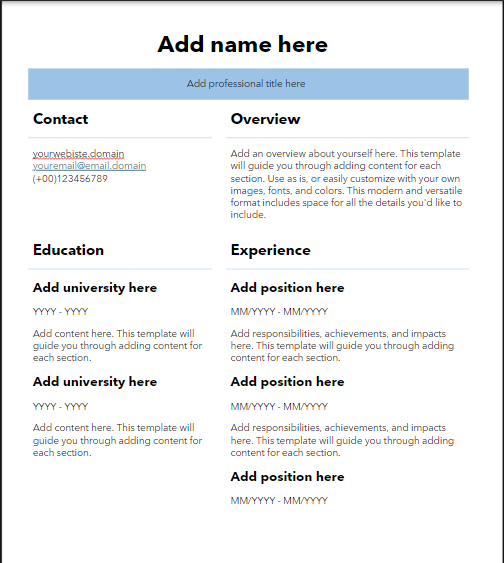 Add name here
Add professional title here
Contact
yourwebiste.domain
youremail@email.domain
(+00)123456789
Overview
Add an overview about yourself here. This template
will guide you through adding content for each
section. Use as is, or easily customize with your own
images, fonts, and colors. This modern and versatile
format includes space for all the details you'd like to
include.
Education
Add university here
YYYY - YYYY
Add content here. This template will
guide you through adding content for
each section.
Add university here
YYYY - YYYY
Add content here. This template will
guide you through adding content for
each section.
Experience
Add position here
MM/YYYY - MM/YYYY
Add responsibilities, achievements, and impacts
here. This template will guide you through adding
content for each section.
Add position here
MM/YYYY - MM/YYYY
Add responsibilities, achievements, and impacts
here. This template will guide you through adding
content for each section.
Add position here
MM/YYYY - MM/YYYY